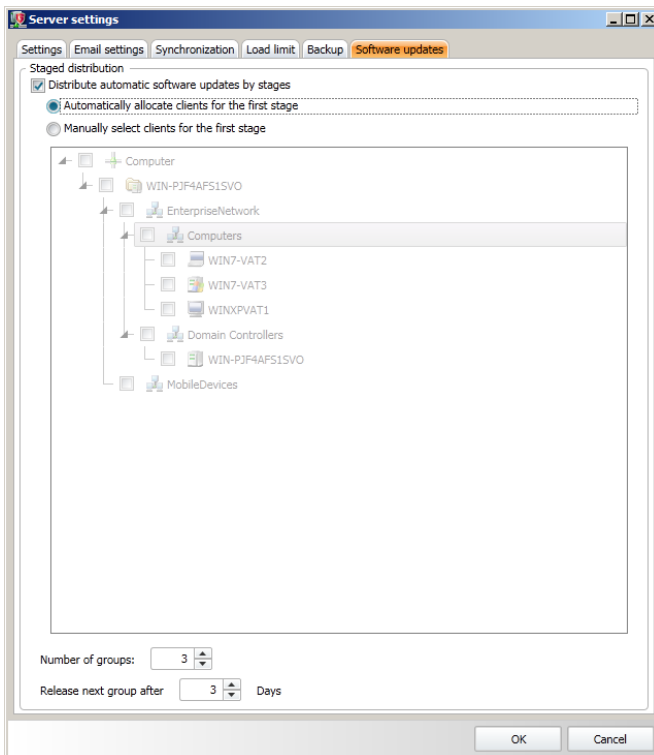 Server settings
Settings Email settings Synchronization Load limit Backup Software updates
Staged distribution
Distribute automatic software updates by stages
Automatically allocate clients for the first stage
Manually select clients for the first stage
Computer
WIN-PJF4AFS1SVO
EnterpriseNetwork
Computers
WIN7-VAT2
WIN7-VAT3
WINXPVAT1
Domain Controllers
WIN-PJF4AFS1SVO
MobileDevices
Number of groups: 3
Release next group after 3 Days
OK Cancel